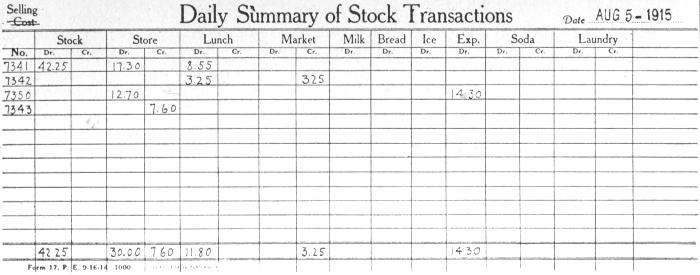 Selling
Cost
Daily Summary of Stock Transactions
Date AUG 5-1915
Stock Store Lunch Market Milk Bread Ice Exp. Soda Laundry
No. Dr. Cr. Dr. Cr. Dr. Cr. Dr. Cr. Dr. Dr. Dr. Dr. Dr. Cr. Dr. Cr.
7341 42.25 17.30 8.55
7342 3.25 3.25
7350 12.70 14.30
7343 7.60
42.25 30.00 7.60 11.80 3.25 14.30
Form 17, P. E. 9-16-14 1000